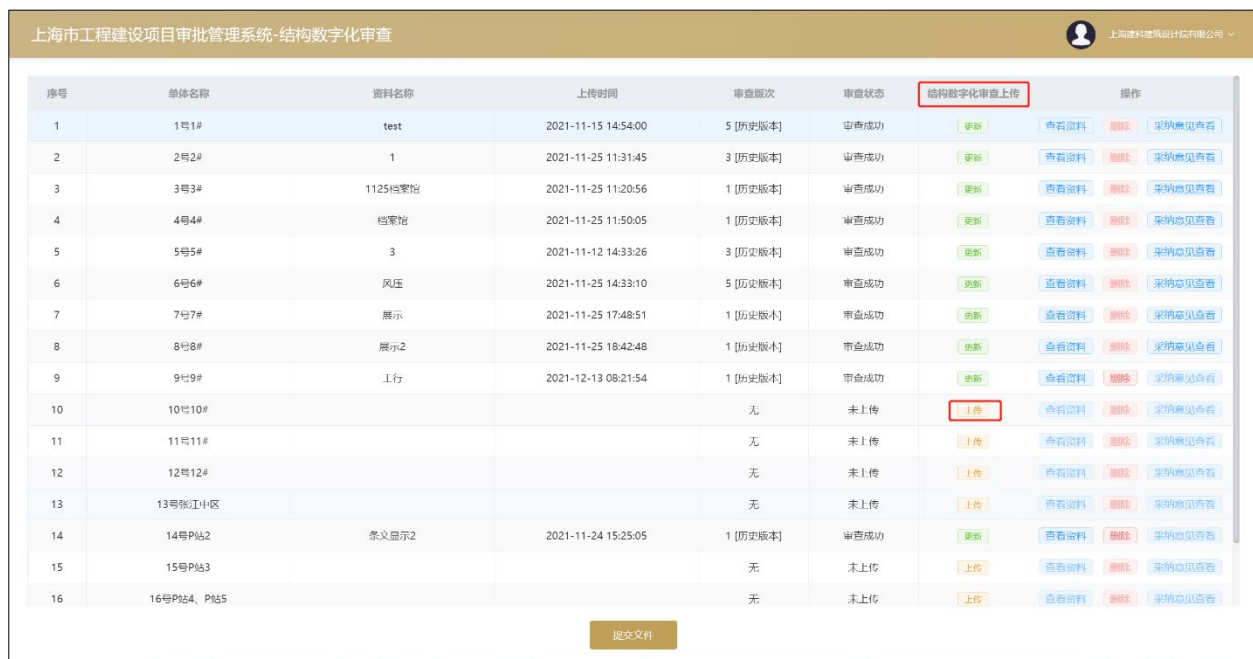 上海市工程建设项目审批管理系统-结构数字化审查 上海建科建筑设计院有限公司
序号 单体名称 资料名称 上传时间 审查版次 审查状态 结构数字化审查上传 操作
1 1号1# test 2021-11-15 14:54:00 5 [历史版本] 审查成功 更新 查看资料 删除 采纳意见查看
2 2号2# 1 2021-11-25 11:31:45 3 [历史版本] 审查成功 更新 查看资料 删除 采纳意见查看
3 3号3# 1125档案馆 2021-11-25 11:20:56 1 [历史版本] 审查成功 更新 查看资料 删除 采纳意见查看
4 4号4# 档案馆 2021-11-25 11:50:05 1 [历史版本] 审查成功 更新 查看资料 删除 采纳意见查看
5 5号5# 3 2021-11-12 14:33:26 3 [历史版本] 审查成功 更新 查看资料 删除 采纳意见查看
6 6号6# 风压 2021-11-25 14:33:10 5 [历史版本] 审查成功 更新 查看资料 删除 采纳意见查看
7 7号7# 展示 2021-11-25 17:48:51 1 [历史版本] 审查成功 更新 查看资料 删除 采纳意见查看
8 8号8# 展示2 2021-11-25 18:42:48 1 [历史版本] 审查成功 更新 查看资料 删除 采纳意见查看
9 9号9# 工行 2021-12-13 08:21:54 1 [历史版本] 审查成功 更新 查看资料 删除 采纳意见查看
10 10号10# 无 未上传 上传 查看资料 删除 采纳意见查看
11 11号11# 无 未上传 上传 查看资料 删除 采纳意见查看
12 12号12# 无 未上传 上传 查看资料 删除 采纳意见查看
13 13号张江中区 无 未上传 上传 查看资料 删除 采纳意见查看
14 14号P站2 条文显示2 2021-11-24 15:25:05 1 [历史版本] 审查成功 更新 查看资料 删除 采纳意见查看
15 15号P站3 无 未上传 上传 查看资料 删除 采纳意见查看
16 16号P站4、P站5 无 未上传 上传 查看资料 删除 采纳意见查看
提交文件